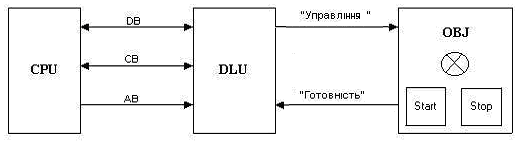 DB
"Управління "
OBJ
CPU
CB
DLU
AB
"Готовність"
Start
Stop